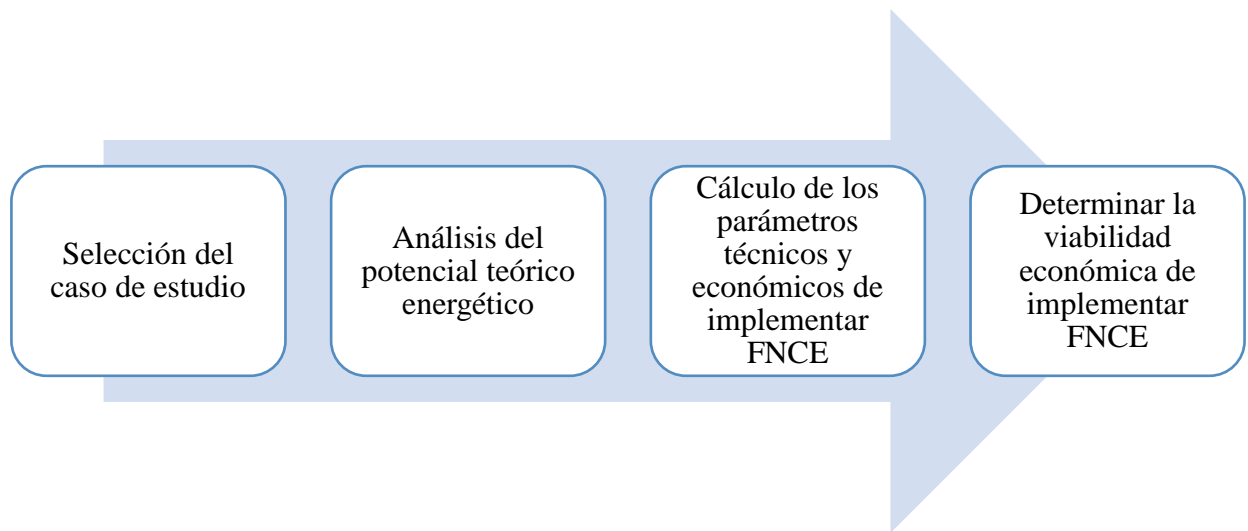 Selección del
caso de estudio
Análisis del
potencial teórico
energético
Cálculo de los
parámetros
técnicos y
económicos de
implementar
FNCE
Determinar la
viabilidad
económica de
implementar
FNCE